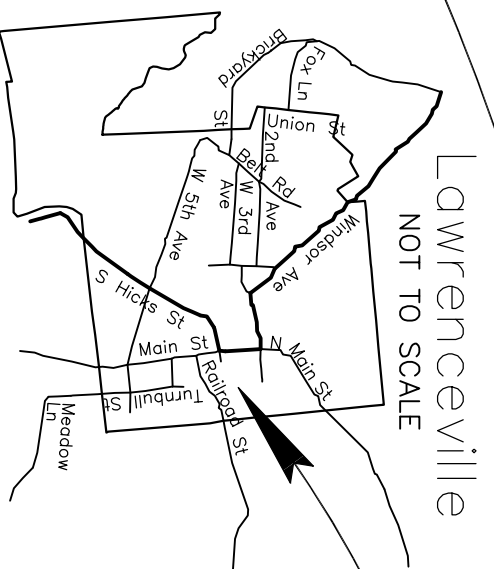 Lawrenceville
NOT TO SCALE
Brickyard
St
Fox Ln
Union St
2nd
Ave
Belt Rd
W 3rd
Ave
W 5th Ave
Windsor Ave
S Hicks St
Main St
N Main St
Railroad St
Turnbull St
Meadow
Ln